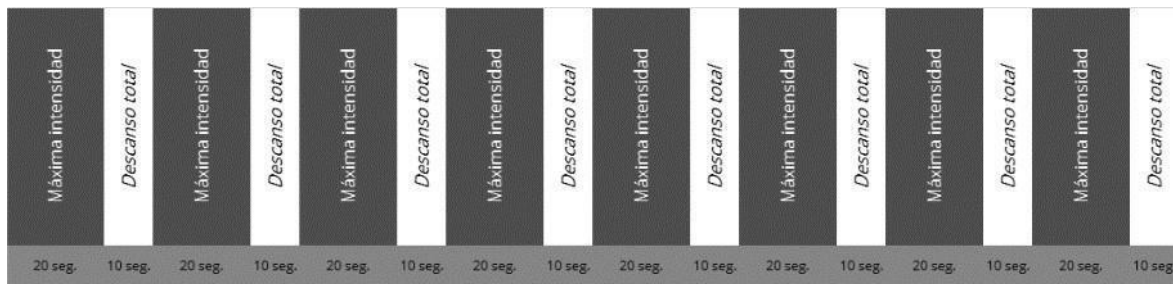 Máxima intensidad
Descanso total
Máxima intensidad
Descanso total
Máxima intensidad
Descanso total
Máxima intensidad
Descanso total
Máxima intensidad
Descanso total
Máxima intensidad
Descanso total
Máxima intensidad
Descanso total
Máxima intensidad
Descanso total
20 seg. 10 seg. 20 seg. 10 seg. 20 seg. 10 seg. 20 seg. 10 seg. 20 seg. 10 seg. 20 seg. 10 seg. 20 seg. 10 seg. 20 seg. 10 seg